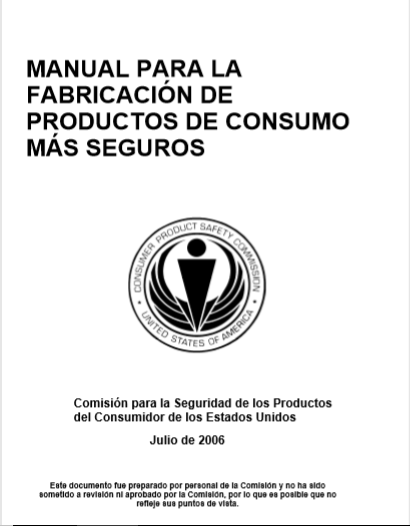 MANUAL PARA LA
FABRICACIÓN DE
PRODUCTOS DE CONSUMO
MÁS SEGUROS
CONSUMER PRODUCT SAFETY COMMISSION
UNITED STATES OF AMERICA
Comisión para la Seguridad de los Productos
del Consumidor de los Estados Unidos
Julio de 2006
Este documento fue preparado por personal de la Comisión y no ha sido
sometido a revisión ni aprobado por la Comisión, por lo que es posible que no
refleje sus puntos de vista.